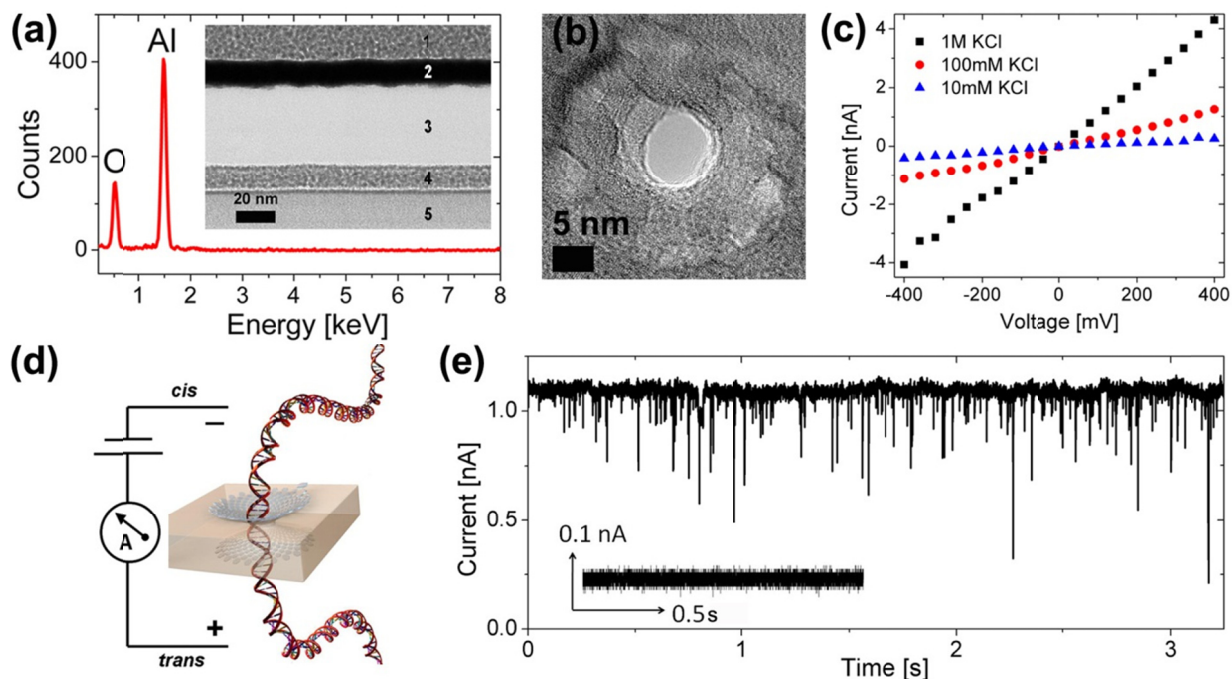 (a)
Al
O
400
200
0
Counts
1
2
3
4
5
20 nm
1 2 3 4 5 6 7 8
Energy [keV]
(b)
5 nm
(c)
1M KCl
100mM KCl
10mM KCl
4
2
0
-2
-4
Current [nA]
-400 -200 0 200 400
Voltage [mV]
(d)
cis
−
A
+
trans
(e)
1.0
0.5
0.0
Current [nA]
0.1 nA
0.5s
0 1 2 3
Time [s]